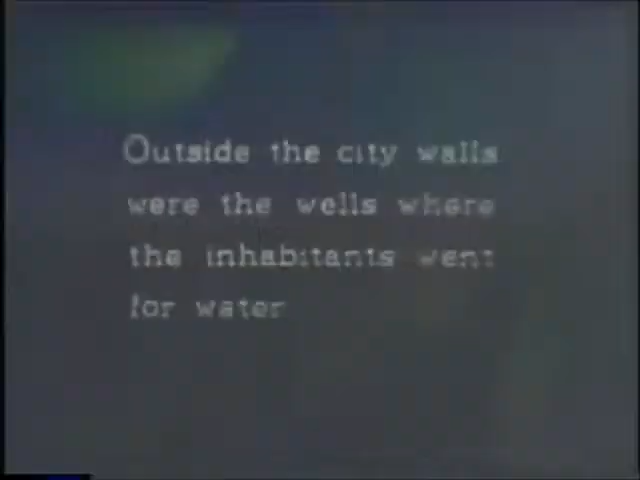 Outside the city walls
were the wells where
the inhabitants went
for water